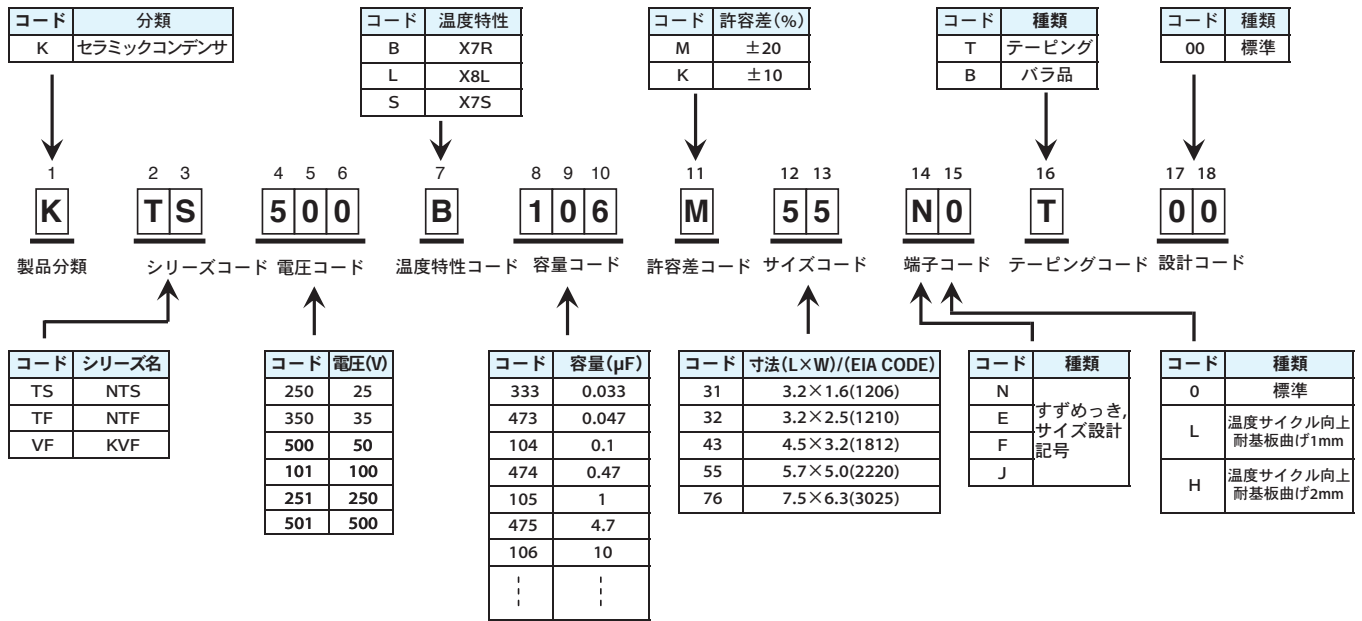 コード 分類
K セラミックコンデンサ
コード 温度特性
B X7R
L X8L
S X7S
コード 許容差(%)
M ±20
K ±10
コード 種類
T テーピング
B バラ品
コード 種類
00 標準
1 2 3 4 5 6 7 8 9 10 11 12 13 14 15 16 17 18
K T S 5 0 0 B 1 0 6 M 5 5 N 0 T 0 0
製品分類 シリーズコード 電圧コード 温度特性コード 容量コード 許容差コード サイズコード 端子コード テーピングコード 設計コード
コード シリーズ名
TS NTS
TF NTF
VF KVF
コード 電圧(V)
250 25
350 35
500 50
101 100
251 250
501 500
コード 容量(μF)
333 0.033
473 0.047
104 0.1
474 0.47
105 1
475 4.7
106 10
コード 寸法(L×W)/(EIA CODE)
31 3.2×1.6(1206)
32 3.2×2.5(1210)
43 4.5×3.2(1812)
55 5.7×5.0(2220)
76 7.5×6.3(3025)
コード 種類
N
E
F
J
すずめっき,
サイズ設計
記号
コード 種類
0 標準
L 温度サイクル向上
耐基板曲げ1mm
H 温度サイクル向上
耐基板曲げ2mm